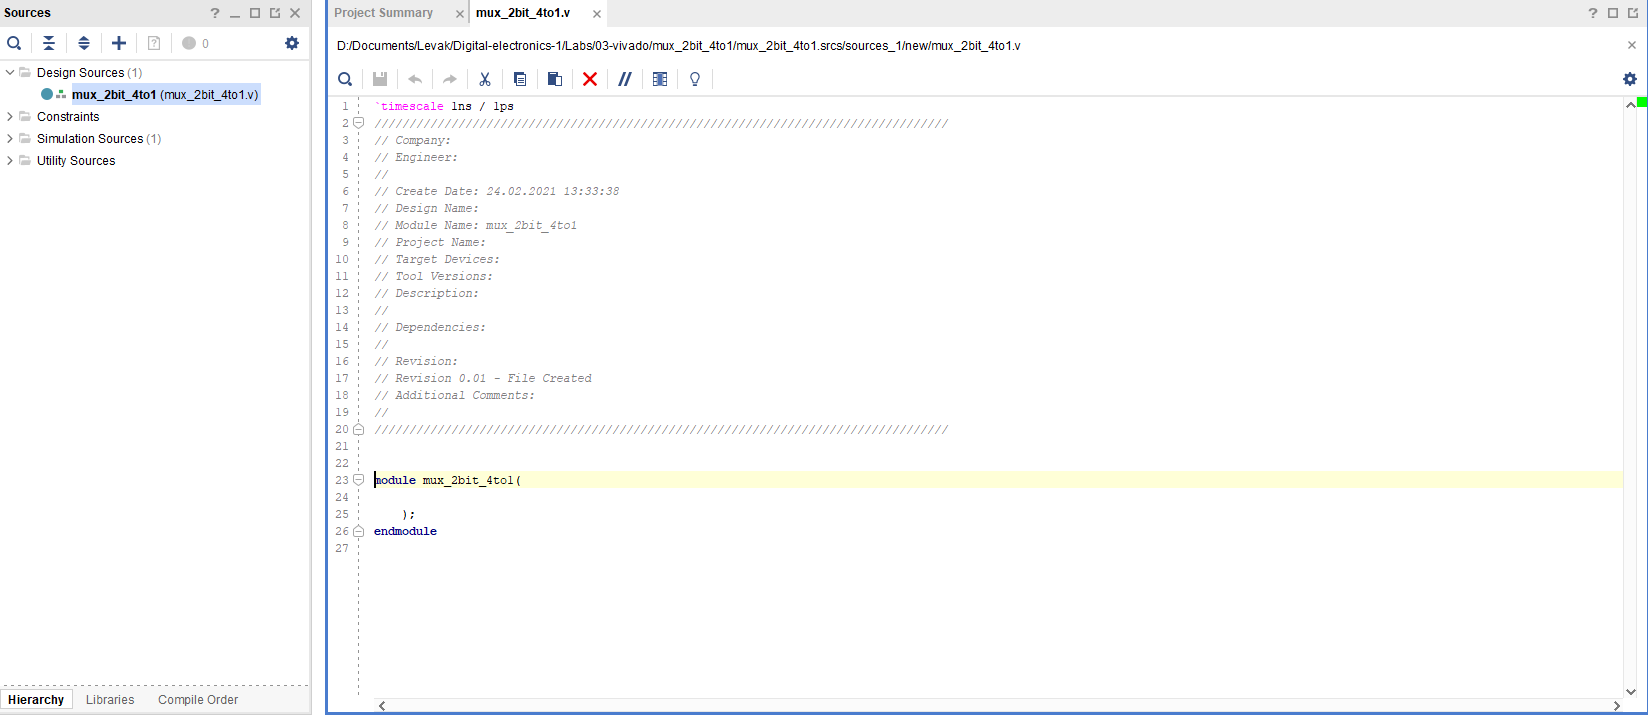 Sources
?
0
Design Sources (1)
mux_2bit_4to1 (mux_2bit_4to1.v)
Constraints
Simulation Sources (1)
Utility Sources
Hierarchy Libraries Compile Order
Project Summary mux_2bit_4to1.v
?
D:/Documents/Levak/Digital-electronics-1/Labs/03-vivado/mux_2bit_4to1/mux_2bit_4to1.srcs/sources_1/new/mux_2bit_4to1.v
1 `timescale 1ns / 1ps
2 //////////////////////////////////////////////////////////////////////////////////
3 // Company:
4 // Engineer:
5 //
6 // Create Date: 24.02.2021 13:33:38
7 // Design Name:
8 // Module Name: mux_2bit_4to1
9 // Project Name:
10 // Target Devices:
11 // Tool Versions:
12 // Description:
13 //
14 // Dependencies:
15 //
16 // Revision:
17 // Revision 0.01 - File Created
18 // Additional Comments:
19 //
20 //////////////////////////////////////////////////////////////////////////////////
21
22
23 module mux_2bit_4to1(
24
25 );
26 endmodule
27